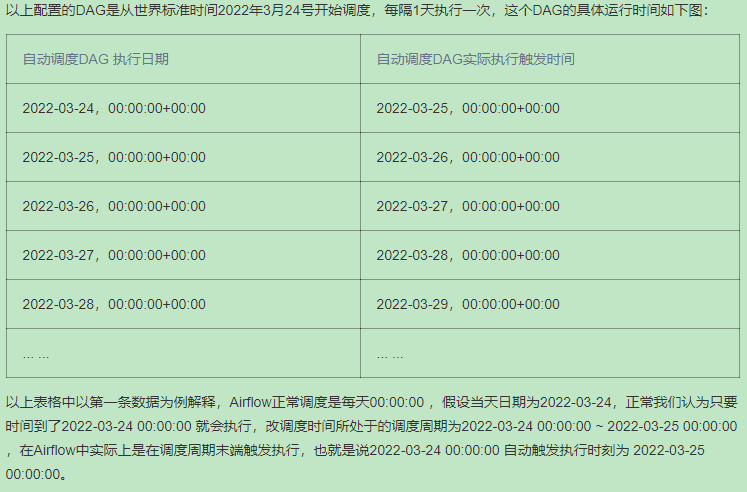 以上配置的DAG是从世界标准时间2022年3月24号开始调度，每隔1天执行一次，这个DAG的具体运行时间如下图：
自动调度DAG 执行日期 自动调度DAG实际执行触发时间
2022-03-24，00:00:00+00:00 2022-03-25，00:00:00+00:00
2022-03-25，00:00:00+00:00 2022-03-26，00:00:00+00:00
2022-03-26，00:00:00+00:00 2022-03-27，00:00:00+00:00
2022-03-27，00:00:00+00:00 2022-03-28，00:00:00+00:00
2022-03-28，00:00:00+00:00 2022-03-29，00:00:00+00:00
... ... ... ...
以上表格中以第一条数据为例解释，Airflow正常调度是每天00:00:00 ，假设当天日期为2022-03-24，正常我们认为只要
时间到了2022-03-24 00:00:00 就会执行，改调度时间所处于的调度周期为2022-03-24 00:00:00 ~ 2022-03-25 00:00:00
，在Airflow中实际上是在调度周期末端触发执行，也就是说2022-03-24 00:00:00 自动触发执行时刻为 2022-03-25
00:00:00。